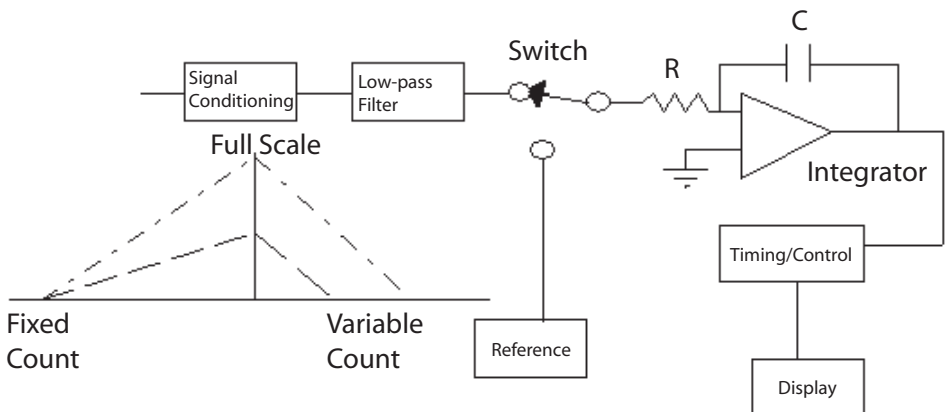 C
Switch
R
Signal
Conditioning
Low-pass
Filter
Full Scale
Integrator
Timing/Control
Fixed
Count
Variable
Count
Reference
Display